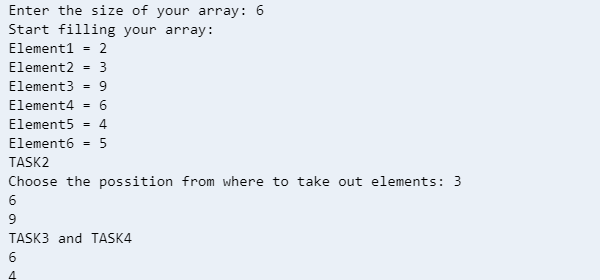 Enter the size of your array: 6
Start filling your array:
Element1 = 2
Element2 = 3
Element3 = 9
Element4 = 6
Element5 = 4
Element6 = 5
TASK2
Choose the possition from where to take out elements: 3
6
9
TASK3 and TASK4
6
4